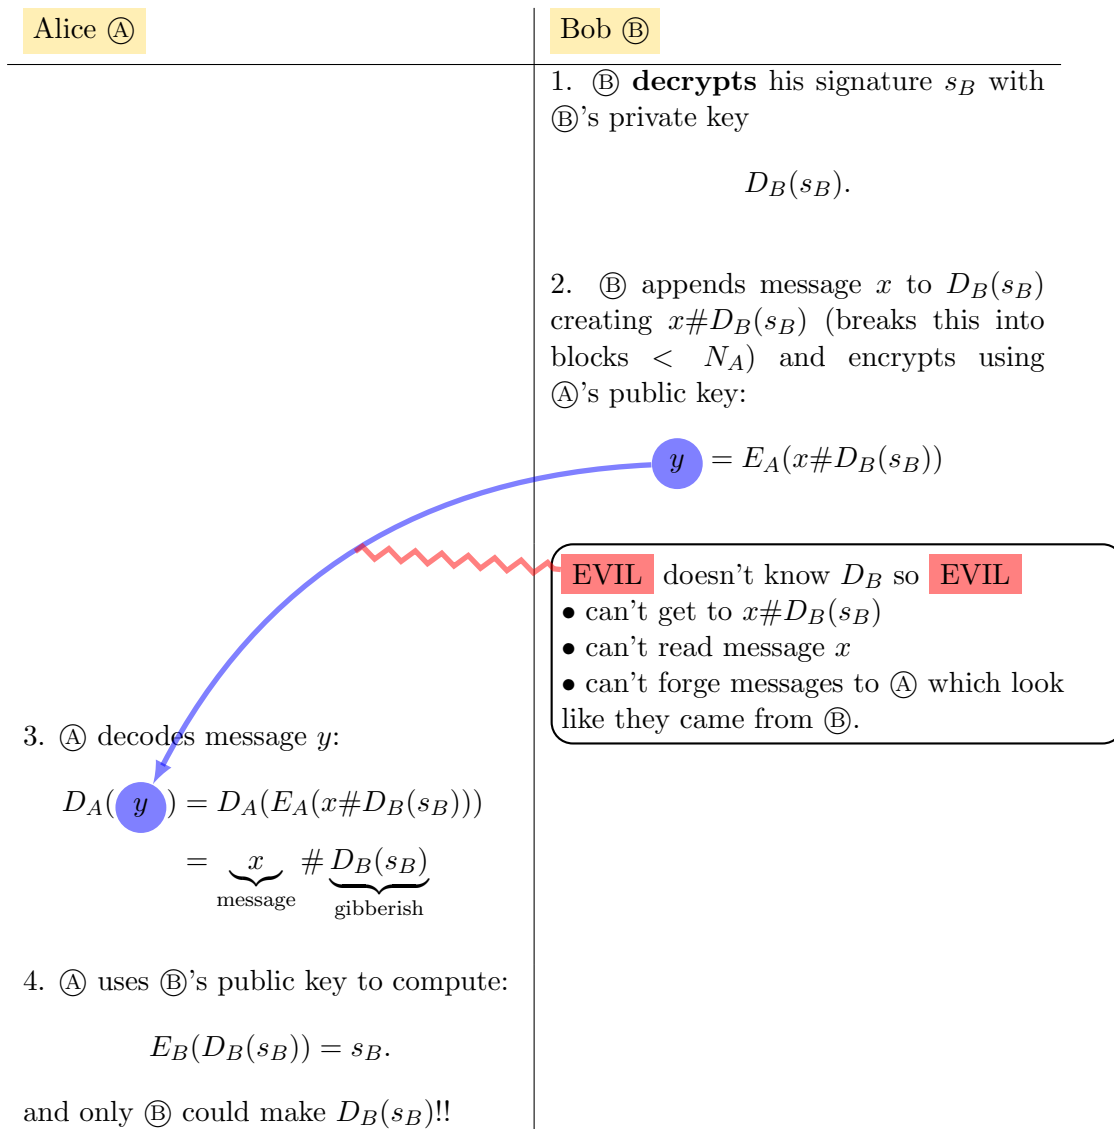 Alice Ⓐ
Bob Ⓑ
1. Ⓑ decrypts his signature $s_B$ with
Ⓑ's private key
$D_B(s_B).$
2. Ⓑ appends message $x$ to $D_B(s_B)$
creating $x\#D_B(s_B)$ (breaks this into
blocks < $N_A$) and encrypts using
Ⓐ's public key:
$y = E_A(x\#D_B(s_B))$
EVIL doesn't know $D_B$ so EVIL
• can't get to $x\#D_B(s_B)$
• can't read message $x$
• can't forge messages to Ⓐ which look
like they came from Ⓑ.
3. Ⓐ decodes message $y$:
$D_A(y) = D_A(E_A(x\#D_B(s_B)))$
$= x \# D_B(s_B)$
message
gibberish
4. Ⓐ uses Ⓑ's public key to compute:
$E_B(D_B(s_B)) = s_B.$
and only Ⓑ could make $D_B(s_B)$!!